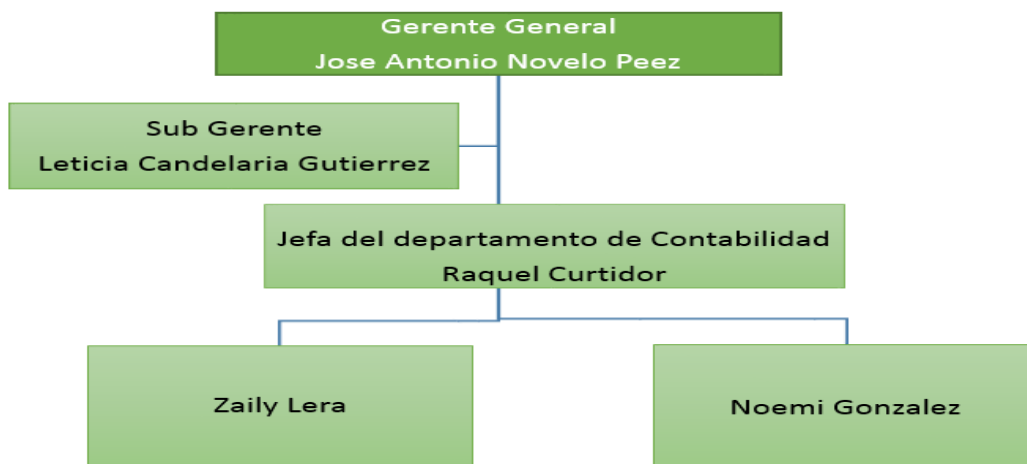 Gerente General
Jose Antonio Novelo Peez
Sub Gerente
Leticia Candelaria Gutierrez
Jefa del departamento de Contabilidad
Raquel Curtidor
Zaily Lera
Noemi Gonzalez